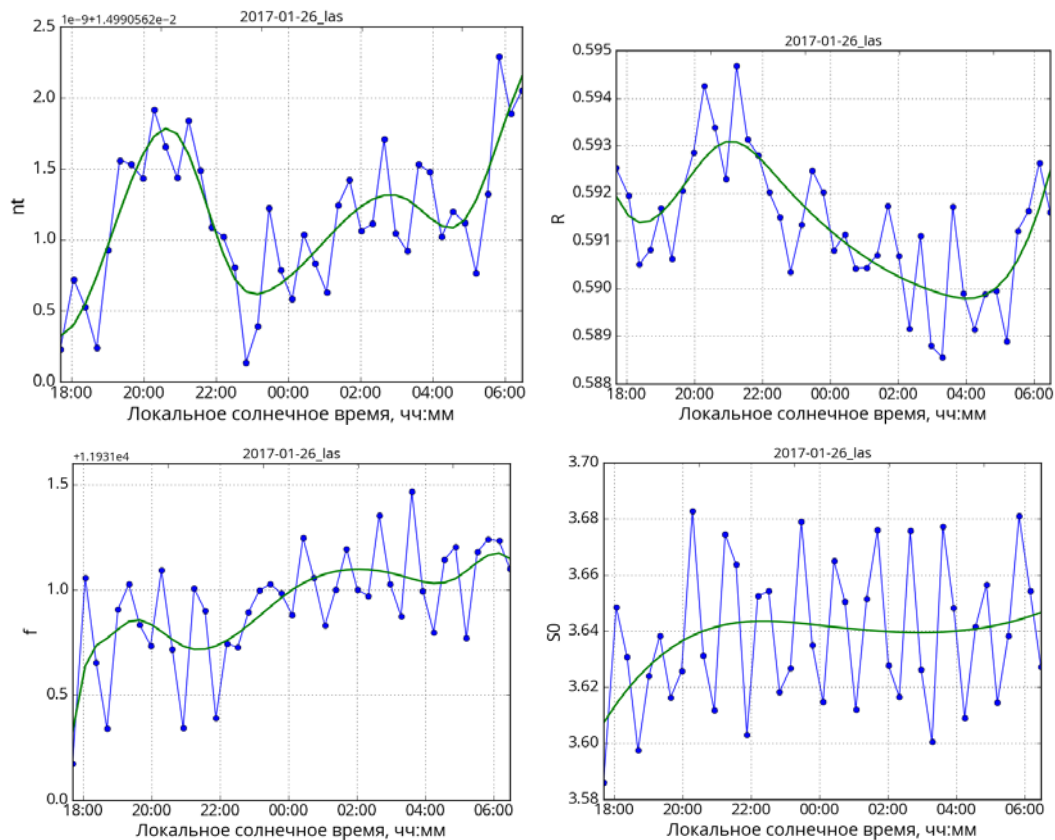 1e-9+1.4990562e-2
2017-01-26_las
2.5
2.0
1.5
1.0
0.5
0.0
nt
18:00 20:00 22:00 00:00 02:00 04:00 06:00
Локальное солнечное время, чч:мм
2017-01-26_las
0.595
0.594
0.593
0.592
0.591
0.590
0.589
0.588
R
18:00 20:00 22:00 00:00 02:00 04:00 06:00
Локальное солнечное время, чч:мм
+1.1931e4
2017-01-26_las
1.5
1.0
0.5
0.0
f
18:00 20:00 22:00 00:00 02:00 04:00 06:00
Локальное солнечное время, чч:мм
2017-01-26_las
3.70
3.68
3.66
3.64
3.62
3.60
3.58
S0
18:00 20:00 22:00 00:00 02:00 04:00 06:00
Локальное солнечное время, чч:мм